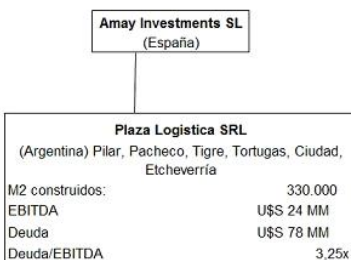 Amay Investments SL
(España)
Plaza Logistica SRL
(Argentina) Pilar, Pacheco, Tigre, Tortugas, Ciudad,
Etcheverría
M2 construidos: 330.000
EBITDA U$S 24 MM
Deuda U$S 78 MM
Deuda/EBITDA 3,25x